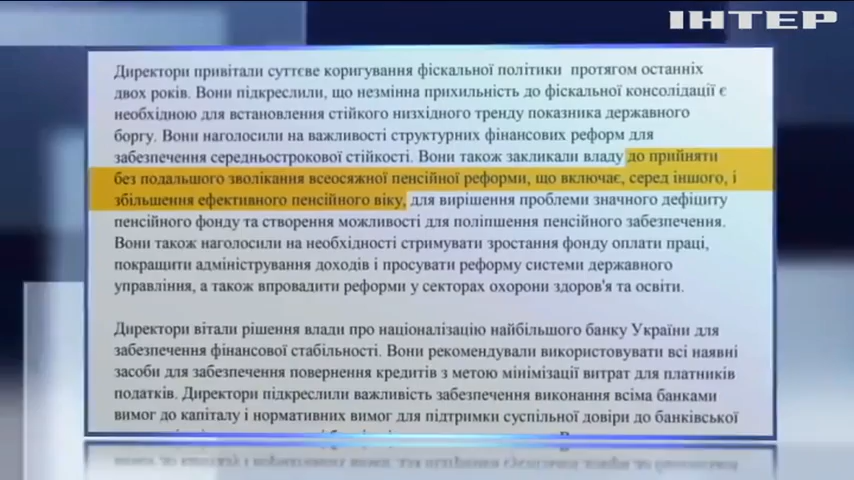 ІНТЕР
Директори привітали суттєве коригування фіскальної політики протягом останніх
двох років. Вони підкреслили, що незмінна прихильність до фіскальної консолідації є
необхідною для встановлення стійкого низхідного тренду показника державного
боргу. Вони наголосили на важливості структурних фінансових реформ для
забезпечення середньострокової стійкості. Вони також закликали владу до прийняти
без подальшого зволікання всеосяжної пенсійної реформи, що включає, серед іншого, і
збільшення ефективного пенсійного віку, для вирішення проблеми значного дефіциту
пенсійного фонду та створення можливості для поліпшення пенсійного забезпечення.
Вони також наголосили на необхідності стримувати зростання фонду оплати праці,
покращити адміністрування доходів і просувати реформу системи державного
управління, а також впровадити реформи у секторах охорони здоров'я та освіти.
Директори вітали рішення влади про націоналізацію найбільшого банку України для
забезпечення фінансової стабільності. Вони рекомендували використовувати всі наявні
засоби для забезпечення повернення кредитів з метою мінімізації витрат для платників
податків. Директори підкреслили важливість забезпечення виконання всіма банками
вимог до капіталу і нормативних вимог для підтримки суспільної довіри до банківської